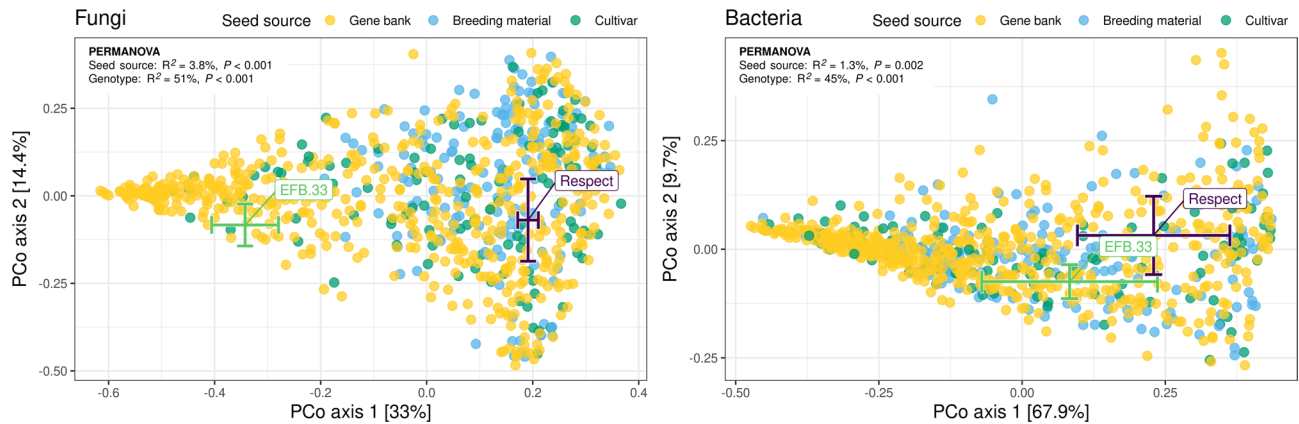 Fungi
Seed source Gene bank Breeding material Cultivar
PERMANOVA
Seed source: R² = 3.8%, P < 0.001
Genotype: R² = 51%, P < 0.001
0.25
0.00
-0.25
-0.50
PCo axis 2 [14.4%]
EFB.33
Respect
-0.6 -0.4 -0.2 0.0 0.2 0.4
PCo axis 1 [33%]
Bacteria
Seed source Gene bank Breeding material Cultivar
PERMANOVA
Seed source: R² = 1.3%, P = 0.002
Genotype: R² = 45%, P < 0.001
0.25
0.00
-0.25
PCo axis 2 [9.7%]
Respect
EFB.33
-0.50 -0.25 0.00 0.25
PCo axis 1 [67.9%]